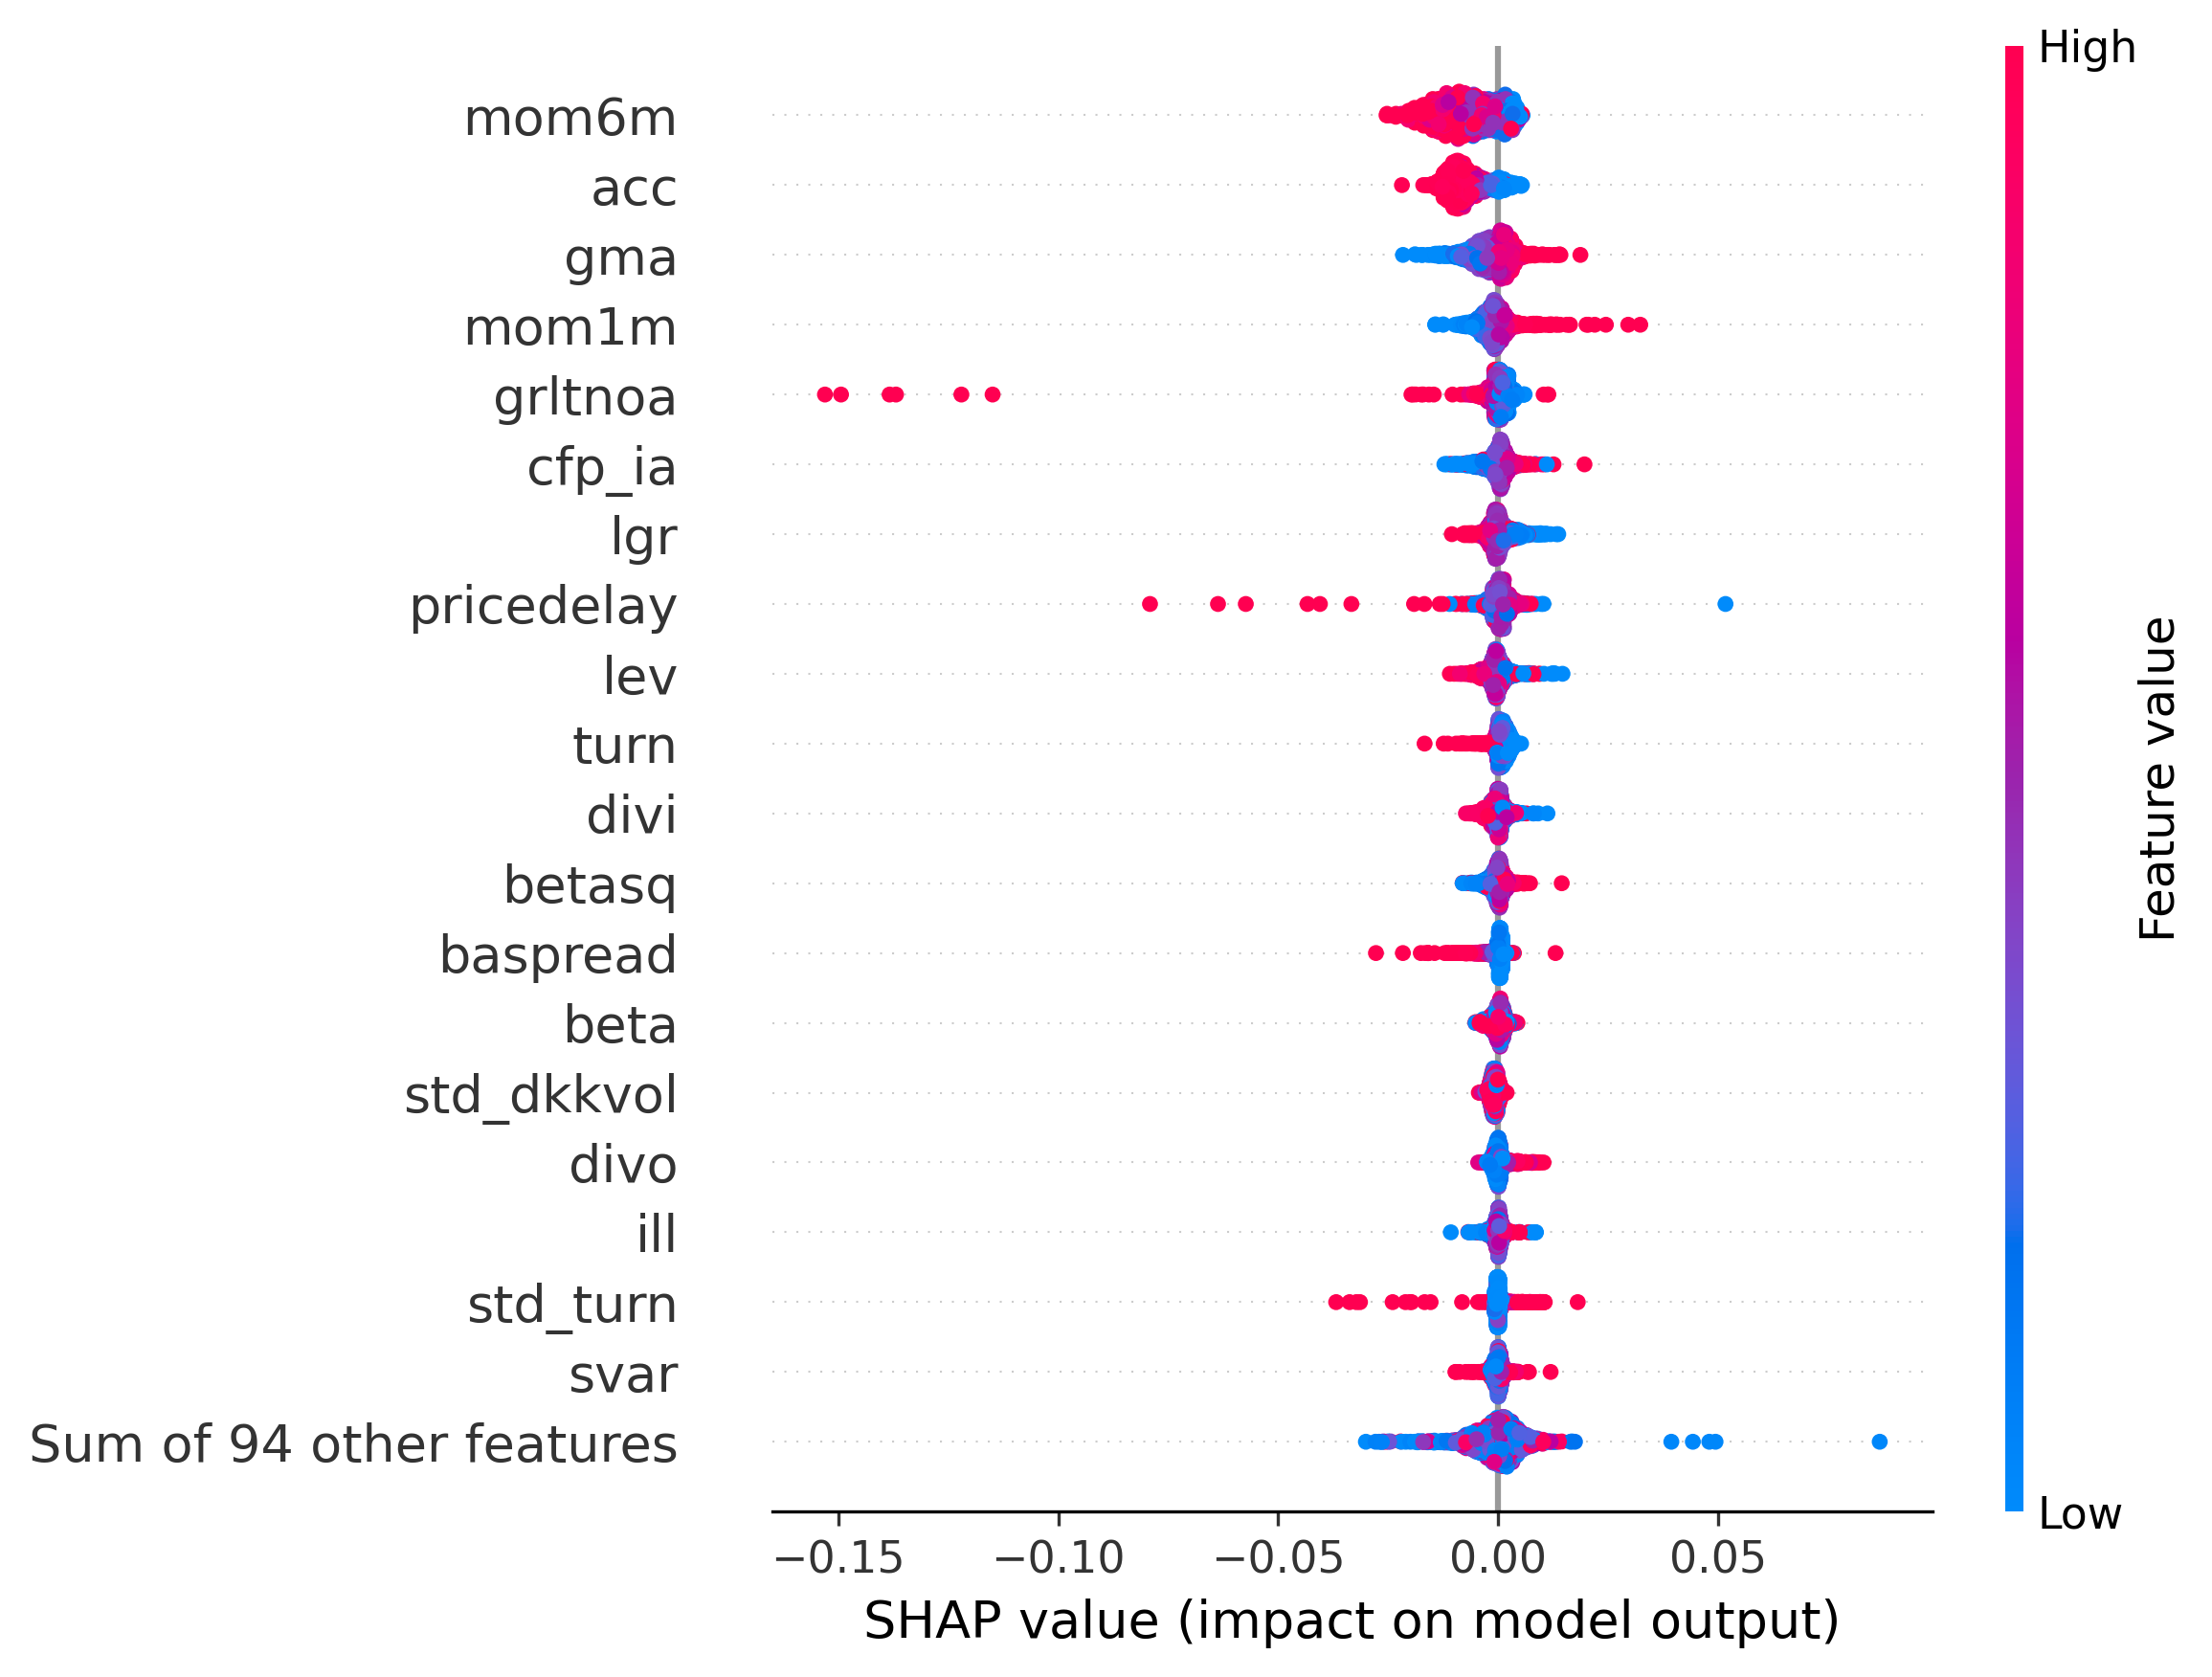 High
mom6m
acc
gma
mom1m
grltnoa
cfp_ia
lgr
pricedelay
lev
turn
divi
betasq
baspread
beta
std_dkkvol
divo
ill
std_turn
svar
Sum of 94 other features
Feature value
Low
−0.15 −0.10 −0.05 0.00 0.05
SHAP value (impact on model output)